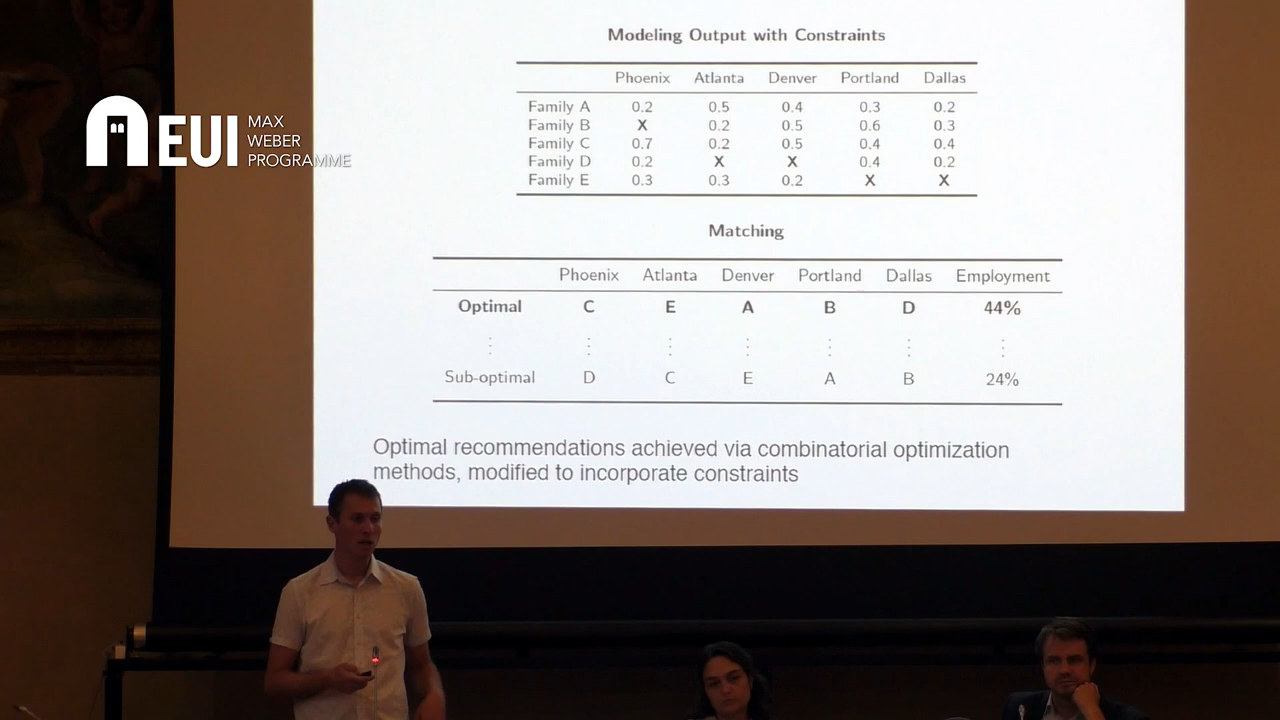 Modeling Output with Constraints
Phoenix Atlanta Denver Portland Dallas
Family A 0.2 0.5 0.4 0.3 0.2
Family B X 0.2 0.5 0.6 0.3
Family C 0.7 0.2 0.5 0.4 0.4
Family D 0.2 X X 0.4 0.2
Family E 0.3 0.3 0.2 X X
EUI MAX
WEBER
PROGRAMME
Matching
Phoenix Atlanta Denver Portland Dallas Employment
Optimal C E A B D 44%
⋮ ⋮ ⋮ ⋮ ⋮ ⋮ ⋮
Sub-optimal D C E A B 24%
Optimal recommendations achieved via combinatorial optimization
methods, modified to incorporate constraints